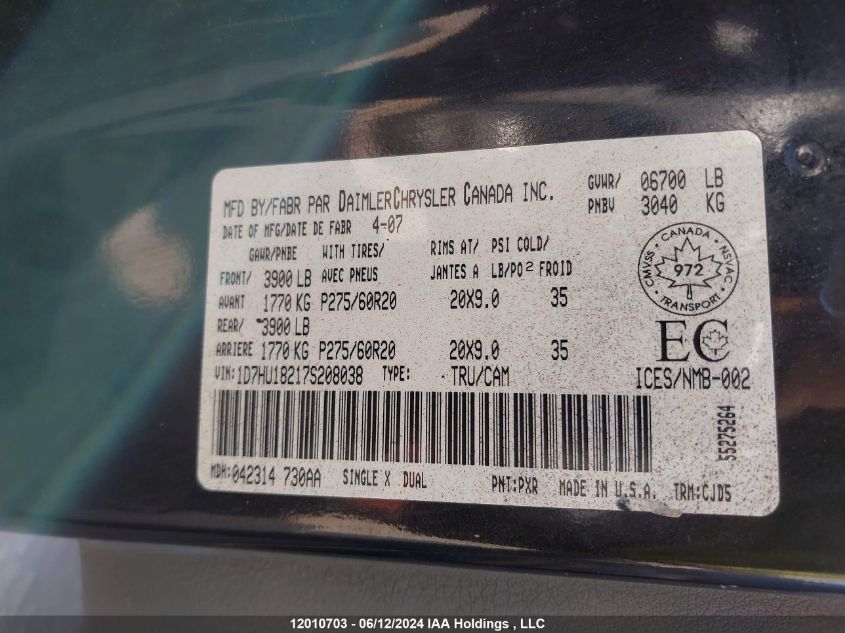 MFD BY/FABR PAR DAIMLERCHRYSLER CANADA INC. GVWR/ 06700 LB
DATE OF MFG/DATE DE FABR 4-07 PNBV 3040 KG
GAWR/PNBE WITH TIRES/ RIMS AT/ PSI COLD/
FRONT/ 3900 LB AVEC PNEUS JANTES A LB/PO² FROID
AVANT 1770 KG P275/60R20 20X9.0 35
REAR/ 3900 LB
ARRIERE 1770 KG P275/60R20 20X9.0 35
CANADA
CMVSS 972 NSVAC
TRANSPORT
EC
VIN: 1D7HU18217S208038 TYPE: TRU/CAM ICES/NMB-002
55275264
MDH: 042314 730AA SINGLE X DUAL PNT: PXR MADE IN U.S.A. TRM: CJD5
12010703 - 06/12/2024 IAA Holdings , LLC